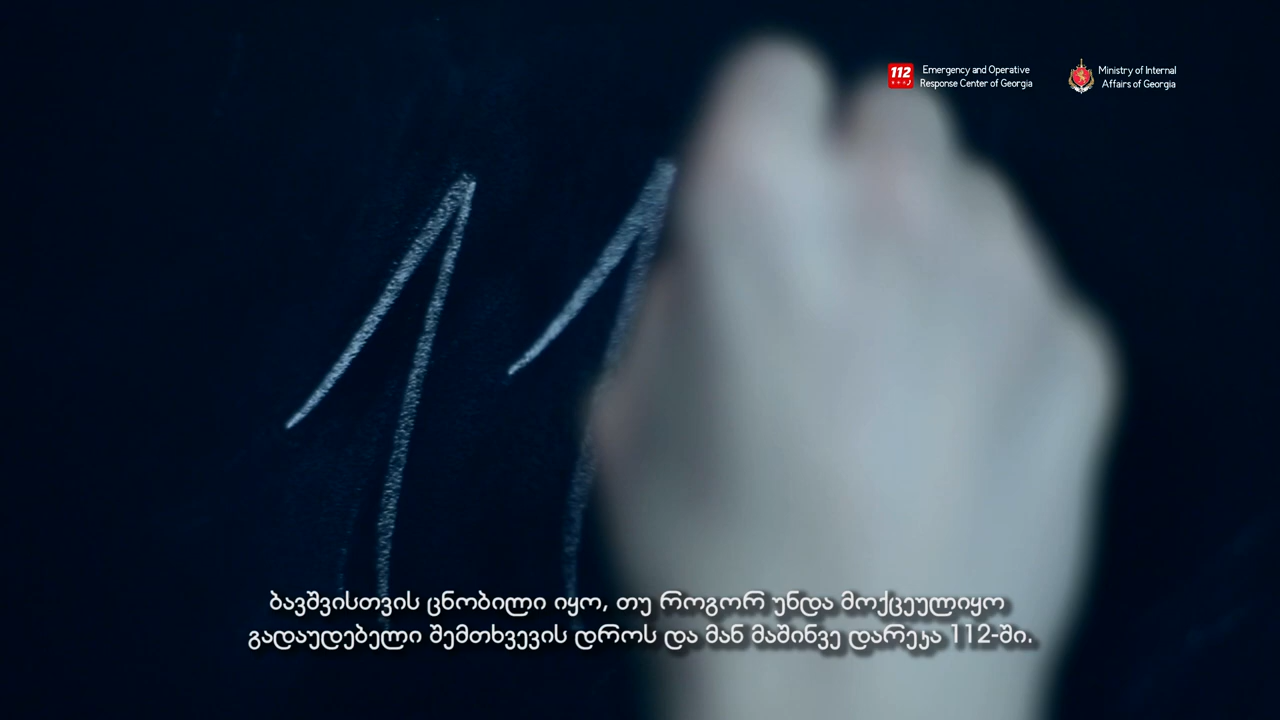 112
Emergency and Operative
Response Center of Georgia
Ministry of Internal
Affairs of Georgia
11
ბავშვისთვის ცნობილი იყო, თუ როგორ უნდა მოქცეულიყო
გადაუდებელი შემთხვევის დროს და მან მაშინვე დარეკა 112-ში.